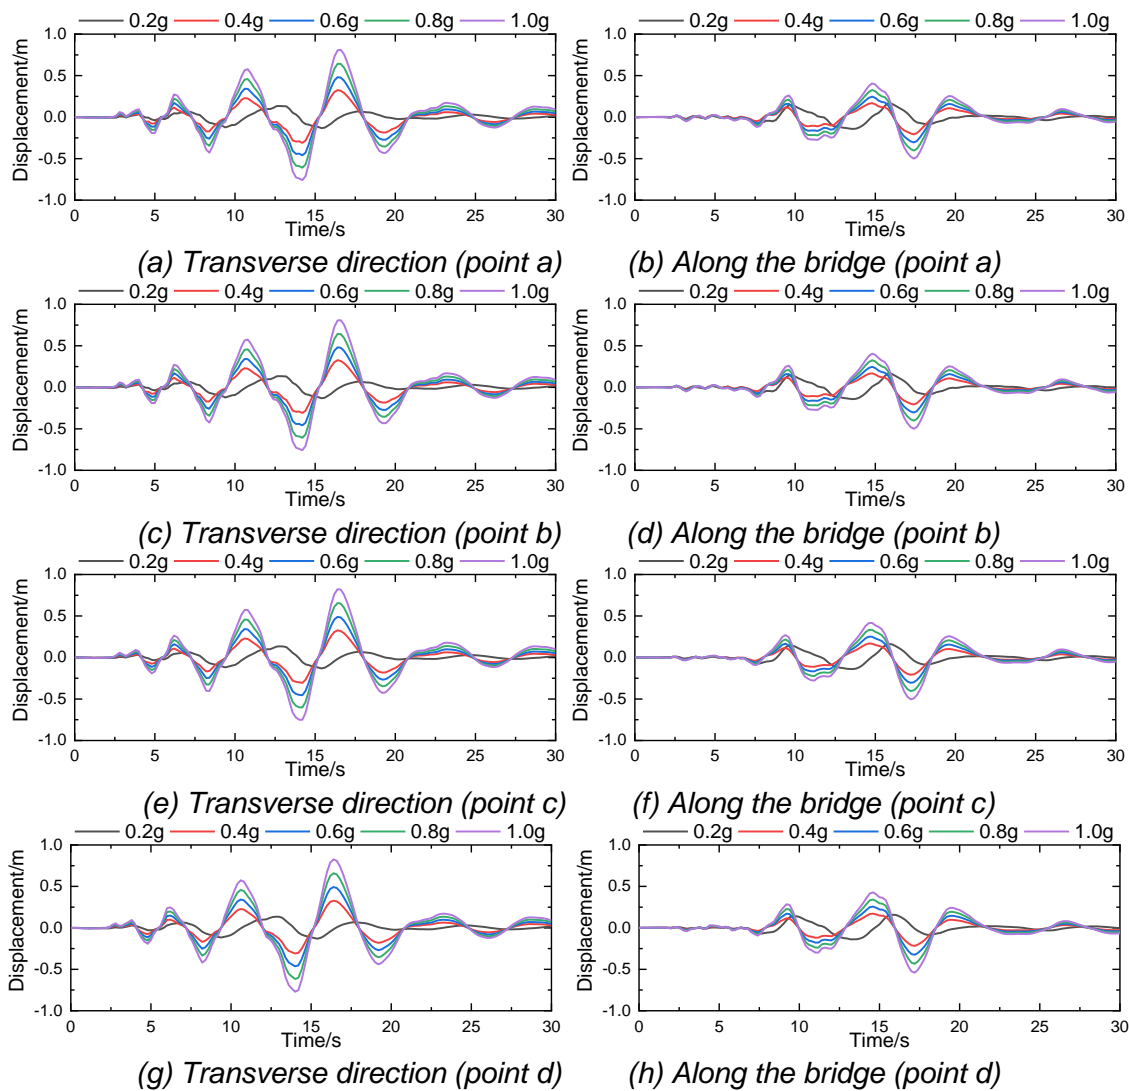 0.2g 0.4g 0.6g 0.8g 1.0g
1.0
0.5
0.0
-0.5
-1.0
Displacement/m
0 5 10 15 20 25 30
Time/s
(a) Transverse direction (point a)
0.2g 0.4g 0.6g 0.8g 1.0g
1.0
0.5
0.0
-0.5
-1.0
Displacement/m
0 5 10 15 20 25 30
Time/s
(b) Along the bridge (point a)
0.2g 0.4g 0.6g 0.8g 1.0g
1.0
0.5
0.0
-0.5
-1.0
Displacement/m
0 5 10 15 20 25 30
Time/s
(c) Transverse direction (point b)
0.2g 0.4g 0.6g 0.8g 1.0g
1.0
0.5
0.0
-0.5
-1.0
Displacement/m
0 5 10 15 20 25 30
Time/s
(d) Along the bridge (point b)
0.2g 0.4g 0.6g 0.8g 1.0g
1.0
0.5
0.0
-0.5
-1.0
Displacement/m
0 5 10 15 20 25 30
Time/s
(e) Transverse direction (point c)
0.2g 0.4g 0.6g 0.8g 1.0g
1.0
0.5
0.0
-0.5
-1.0
Displacement/m
0 5 10 15 20 25 30
Time/s
(f) Along the bridge (point c)
0.2g 0.4g 0.6g 0.8g 1.0g
1.0
0.5
0.0
-0.5
-1.0
Displacement/m
0 5 10 15 20 25 30
Time/s
(g) Transverse direction (point d)
0.2g 0.4g 0.6g 0.8g 1.0g
1.0
0.5
0.0
-0.5
-1.0
Displacement/m
0 5 10 15 20 25 30
Time/s
(h) Along the bridge (point d)